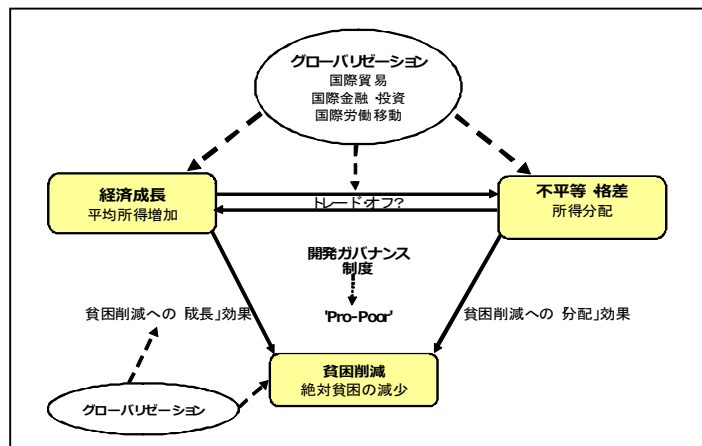 グローバリゼーション
国際貿易
国際金融・投資
国際労働移動
経済成長
平均所得増加
トレード・オフ?
不平等・格差
所得分配
開発ガバナンス
制度
'Pro-Poor'
貧困削減への「成長」効果
貧困削減への「分配」効果
貧困削減
絶対貧困の減少
グローバリゼーション